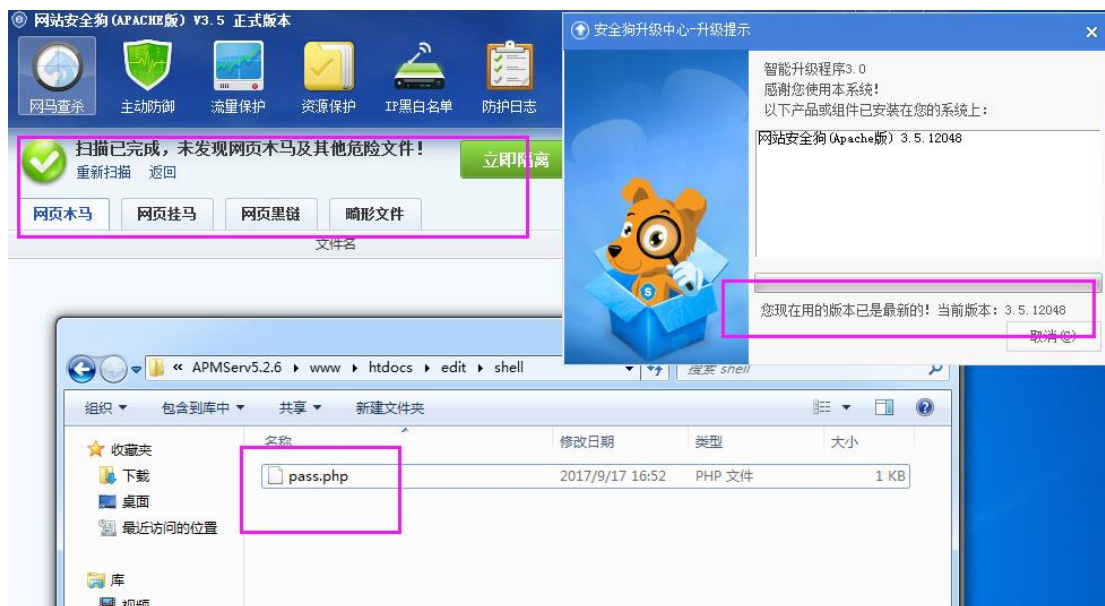 网站安全狗(APACHE版) V3.5 正式版本
网马查杀 主动防御 流量保护 资源保护 IP黑白名单 防护日志
扫描已完成，未发现网页木马及其他危险文件！
立即隔离
重新扫描 返回
网页木马 网页挂马 网页黑链 畸形文件
文件名
安全狗升级中心-升级提示
智能升级程序3.0
感谢您使用本系统！
以下产品或组件已安装在您的系统上：
网站安全狗(Apache版) 3.5.12048
您现在用的版本已是最新的！当前版本：3.5.12048
取消(C)
« APMServ5.2.6 ▸ www ▸ htdocs ▸ edit ▸ shell
搜索 shell
组织 ▼ 包含到库中 ▼ 共享 ▼ 新建文件夹
名称 修改日期 类型 大小
pass.php 2017/9/17 16:52 PHP 文件 1 KB
收藏夹
下载
桌面
最近访问的位置
库
视频